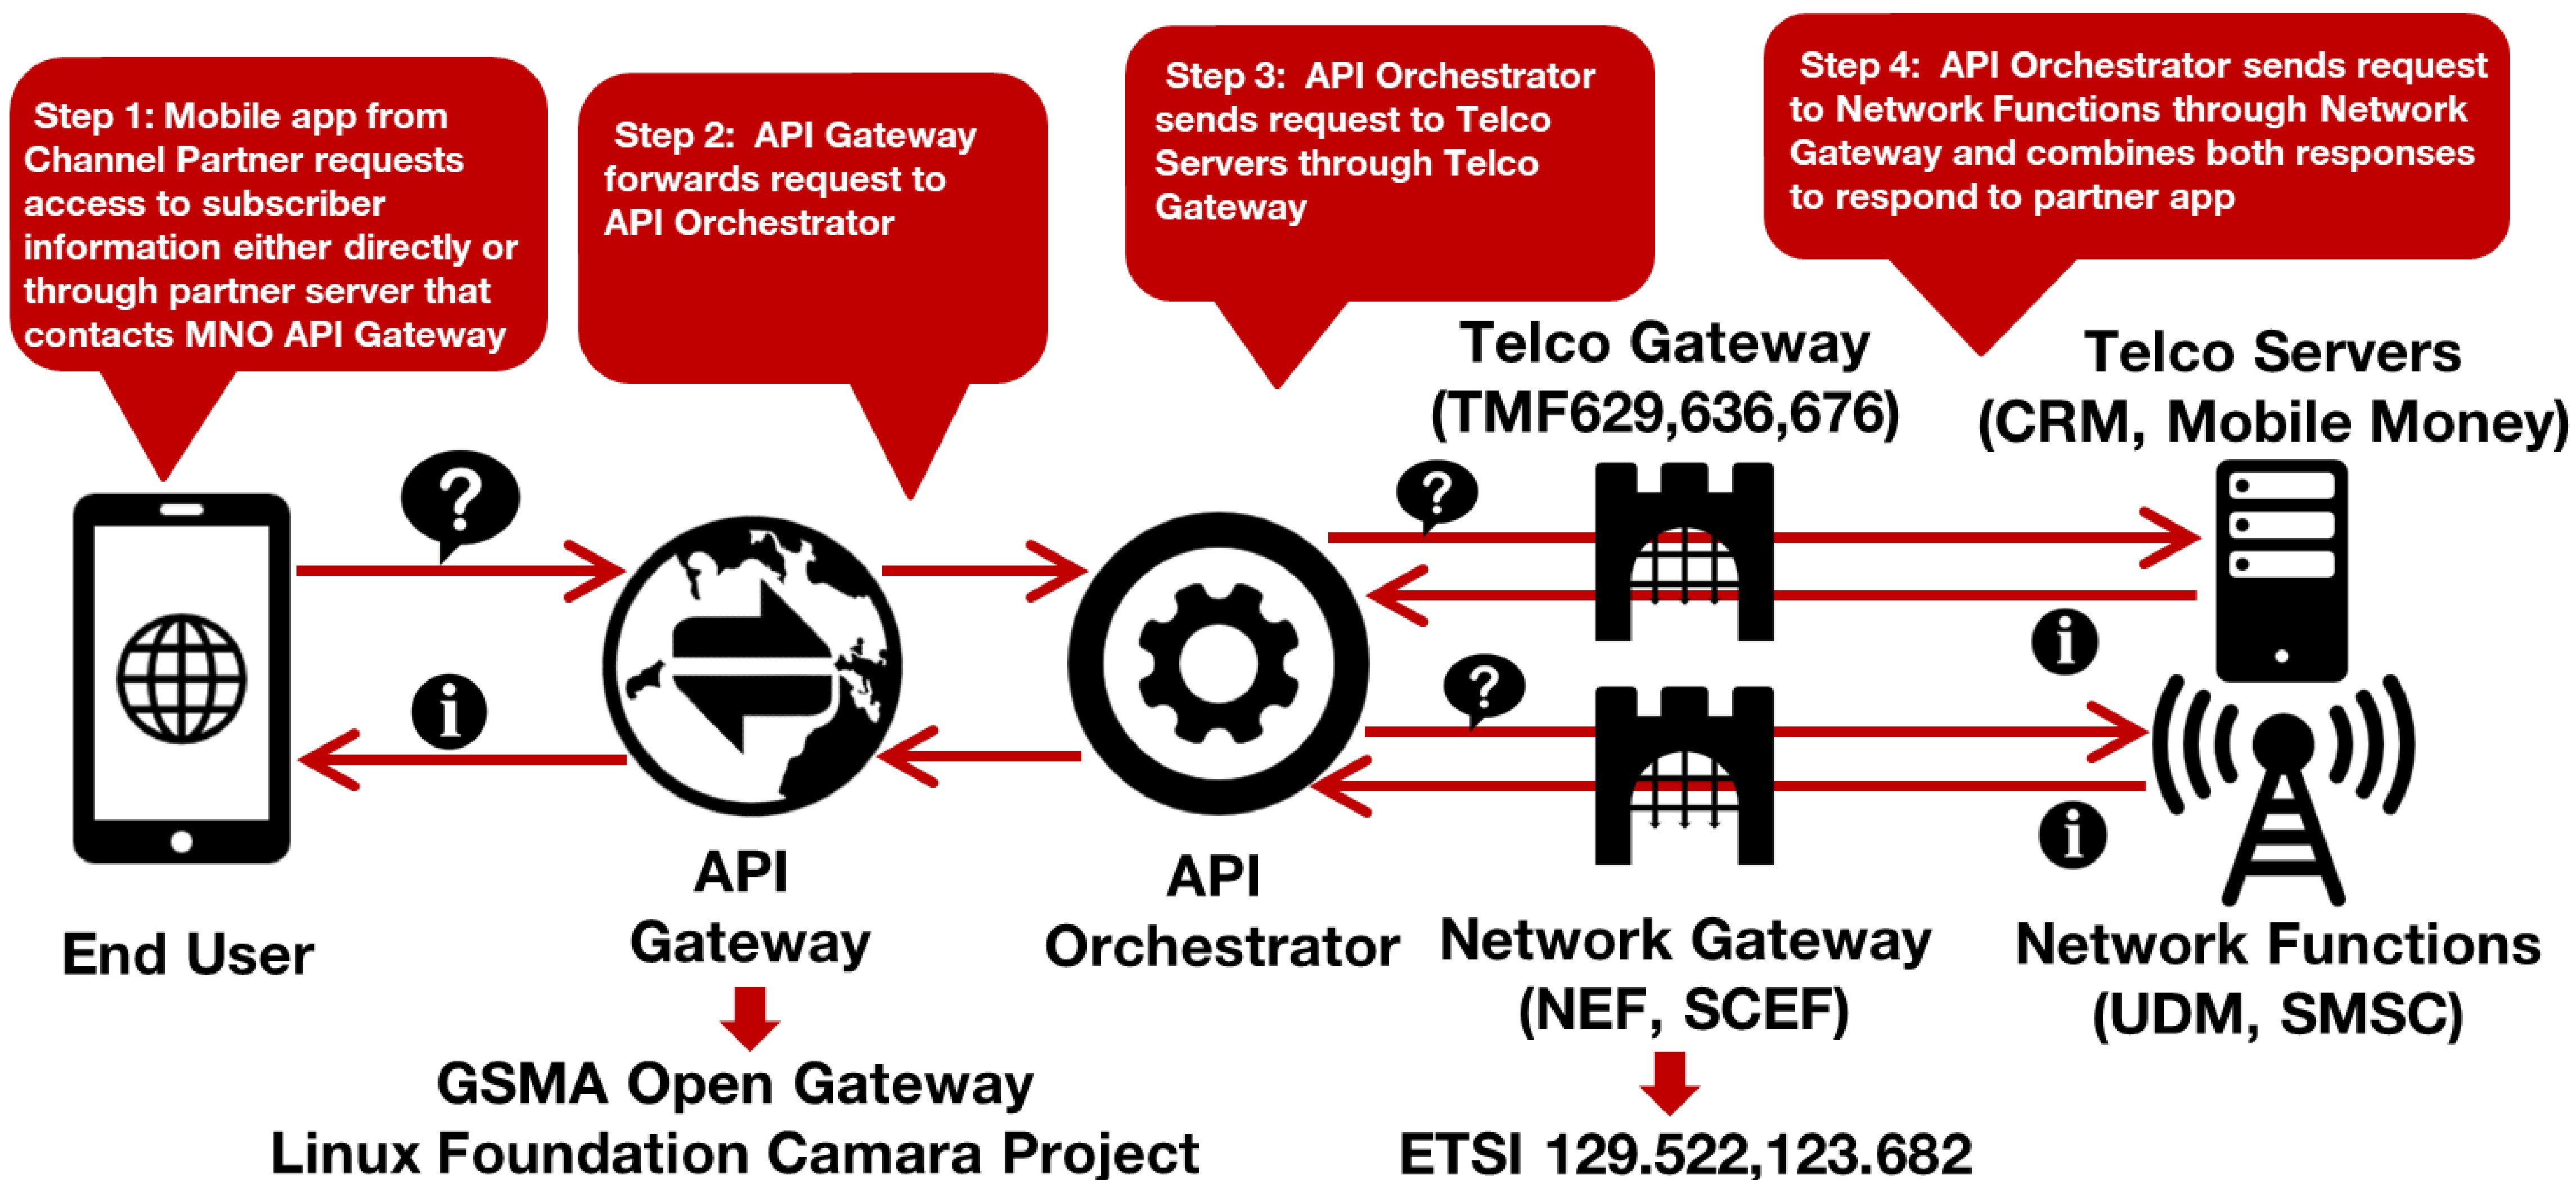 Step 1: Mobile app from
Channel Partner requests
access to subscriber
information either directly or
through partner server that
contacts MNO API Gateway
Step 2: API Gateway
forwards request to
API Orchestrator
Step 3: API Orchestrator
sends request to Telco
Servers through Telco
Gateway
Step 4: API Orchestrator sends request
to Network Functions through Network
Gateway and combines both responses
to respond to partner app
Telco Gateway
(TMF629,636,676)
Telco Servers
(CRM, Mobile Money)
?
?
i
?
i
i
End User
API
Gateway
API
Orchestrator
Network Gateway
(NEF, SCEF)
Network Functions
(UDM, SMSC)
GSMA Open Gateway
Linux Foundation Camara Project
ETSI 129.522,123.682